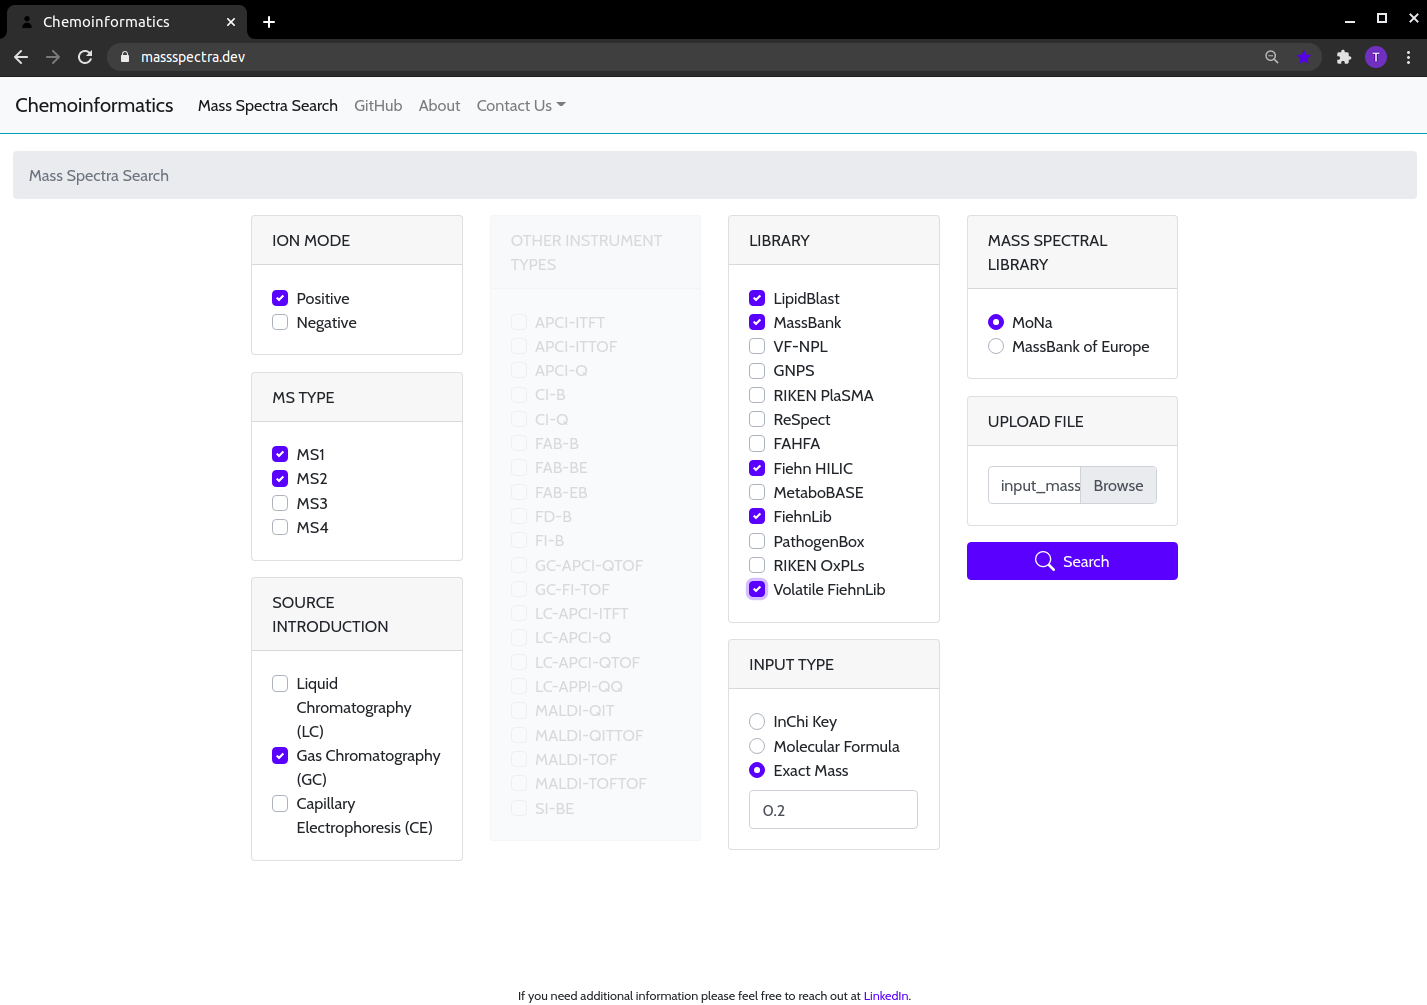 Chemoinformatics
massspectra.dev
T
Chemoinformatics Mass Spectra Search GitHub About Contact Us
Mass Spectra Search
ION MODE
Positive
Negative
MS TYPE
MS1
MS2
MS3
MS4
SOURCE
INTRODUCTION
Liquid
Chromatography
(LC)
Gas Chromatography
(GC)
Capillary
Electrophoresis (CE)
OTHER INSTRUMENT
TYPES
APCI-ITFT
APCI-ITTOF
APCI-Q
CI-B
CI-Q
FAB-B
FAB-BE
FAB-EB
FD-B
FI-B
GC-APCI-QTOF
GC-FI-TOF
LC-APCI-ITFT
LC-APCI-Q
LC-APCI-QTOF
LC-APPI-QQ
MALDI-QIT
MALDI-QITTOF
MALDI-TOF
MALDI-TOFTOF
SI-BE
LIBRARY
LipidBlast
MassBank
VF-NPL
GNPS
RIKEN PlaSMA
ReSpect
FAHFA
Fiehn HILIC
MetaboBASE
FiehnLib
PathogenBox
RIKEN OxPLs
Volatile FiehnLib
INPUT TYPE
InChi Key
Molecular Formula
Exact Mass
0.2
MASS SPECTRAL
LIBRARY
MoNa
MassBank of Europe
UPLOAD FILE
input_mass Browse
Search
If you need additional information please feel free to reach out at LinkedIn.